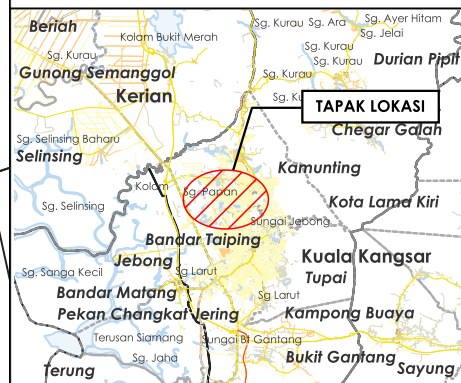 Beriah
Sg. Kurau
Sg. Ara
Sg. Ayer Hitam
Sg. Jelai
Kolam Bukit Merah
Sg. Kurau
Sg. Kurau
Sg. Kurau
Durian Pipit
Gunong Semanggol
Sg. Kurau
Kerian
TAPAK LOKASI
Chegar Galah
Sg. Selinsing Baharu
Selinsing
Kamunting
Kolam
Sg. Papan
Sg. Selinsing
Kota Lama Kiri
Sungai Jebong
Bandar Taiping
Jebong
Kuala Kangsar
Sg. Sanga Kecil
Sg Larut
Tupai
Bandar Matang
Sg Larut
Pekan Changkat Jering
Kampong Buaya
Terusan Siamang
Sungai Bt Gantang
Sg. Jaha
Bukit Gantang
Terung
Sayung